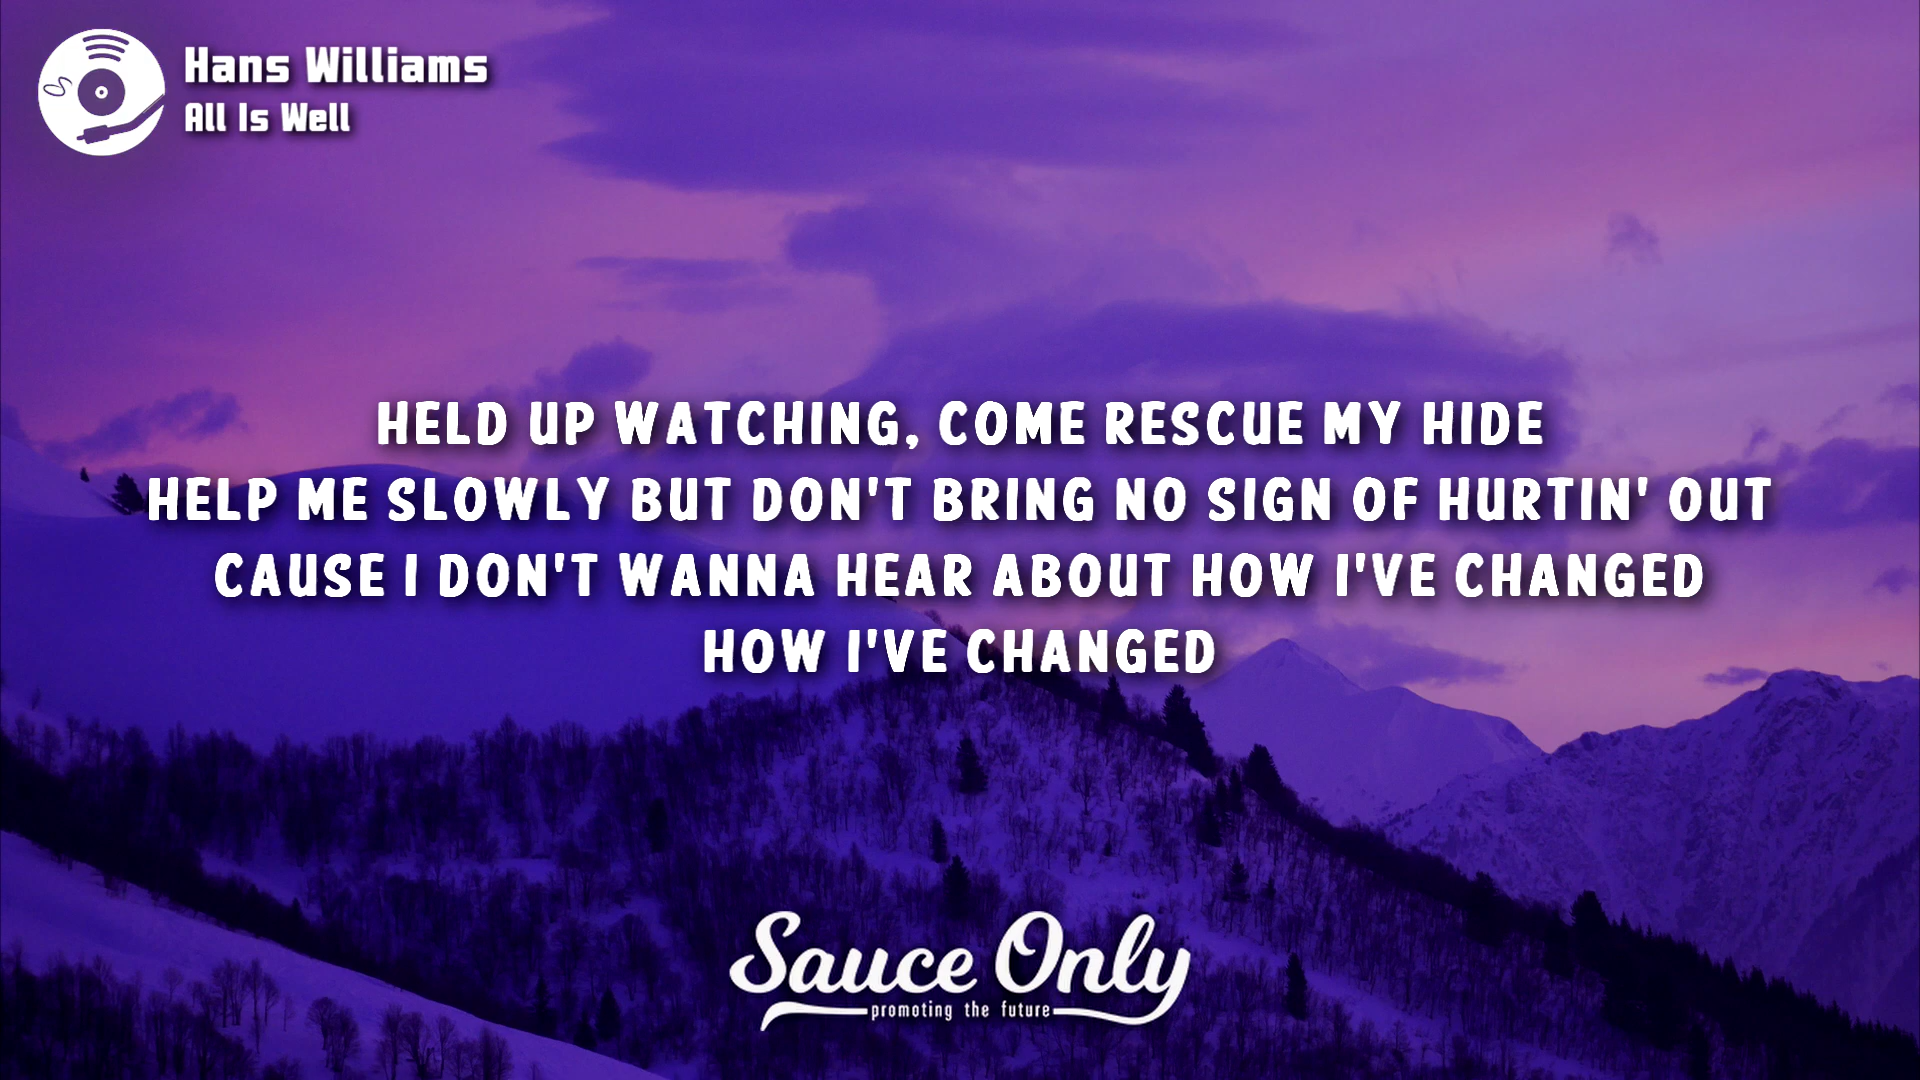 Hans Williams
All Is Well
HELD UP WATCHING, COME RESCUE MY HIDE
HELP ME SLOWLY BUT DON'T BRING NO SIGN OF HURTIN' OUT
CAUSE I DON'T WANNA HEAR ABOUT HOW I'VE CHANGED
HOW I'VE CHANGED
Sauce Only
promoting the future